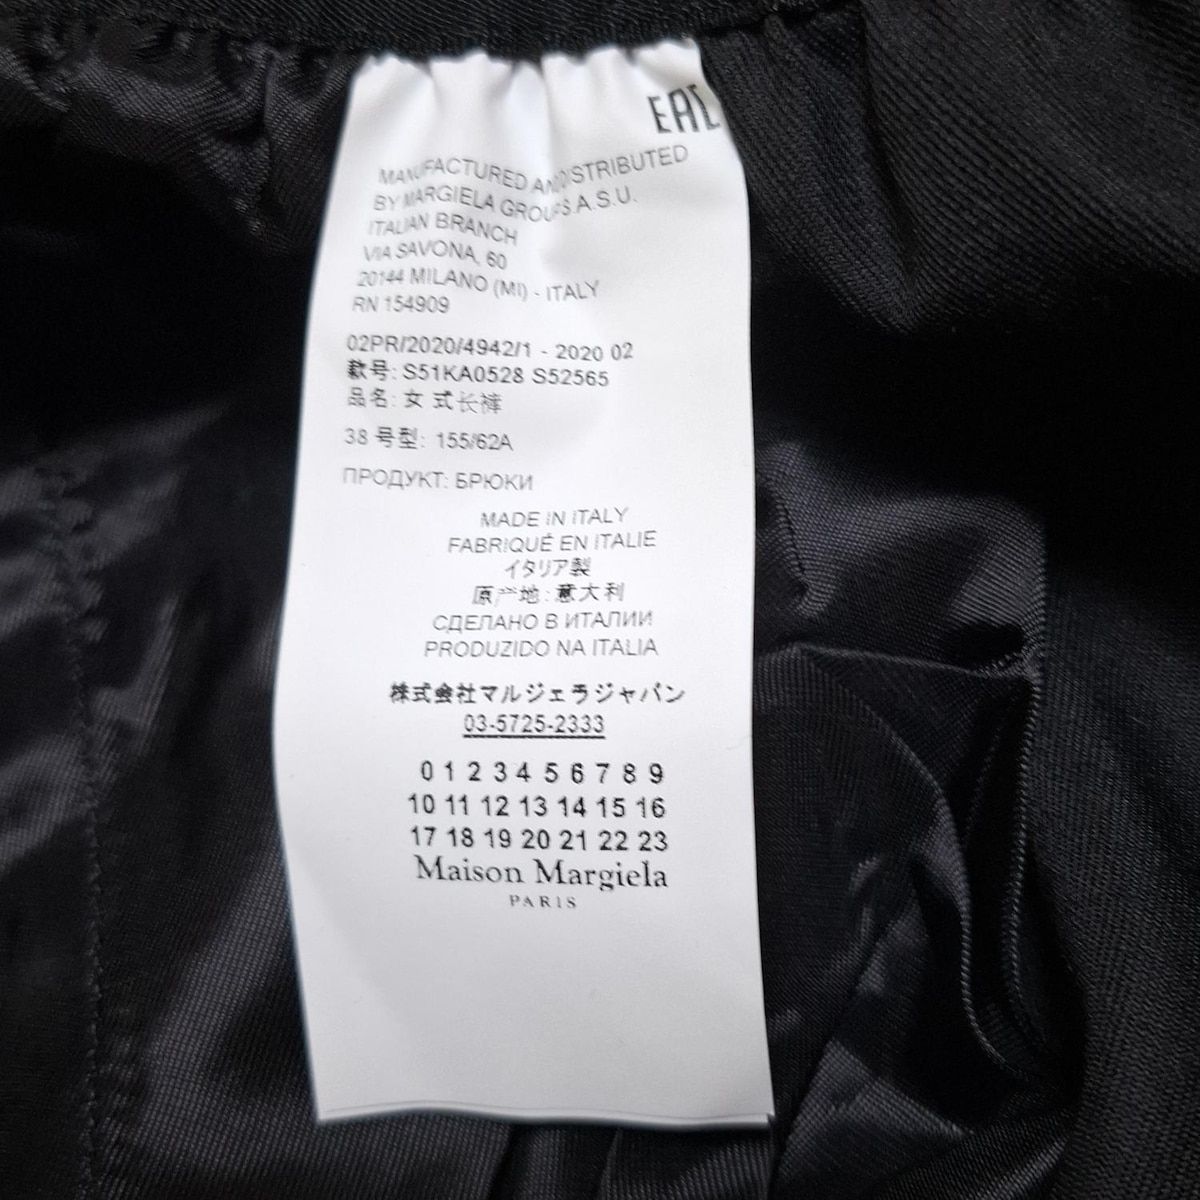 EAC
MANUFACTURED AND DISTRIBUTED
BY MARGIELA GROUP S.A.S.U.
ITALIAN BRANCH
VIA SAVONA, 60
20144 MILANO (MI) - ITALY
RN 154909
02PR/2020/4942/1 - 2020 02
款号: S51KA0528 S52565
品名: 女 式长裤
38 号型: 155/62A
ПРОДУКТ: БРЮКИ
MADE IN ITALY
FABRIQUÉ EN ITALIE
イタリア製
原产地: 意大利
СДЕЛАНО В ИТАЛИИ
PRODUZIDO NA ITALIA
株式会社マルジェラジャパン
03-5725-2333
0 1 2 3 4 5 6 7 8 9
10 11 12 13 14 15 16
17 18 19 20 21 22 23
Maison Margiela
PARIS